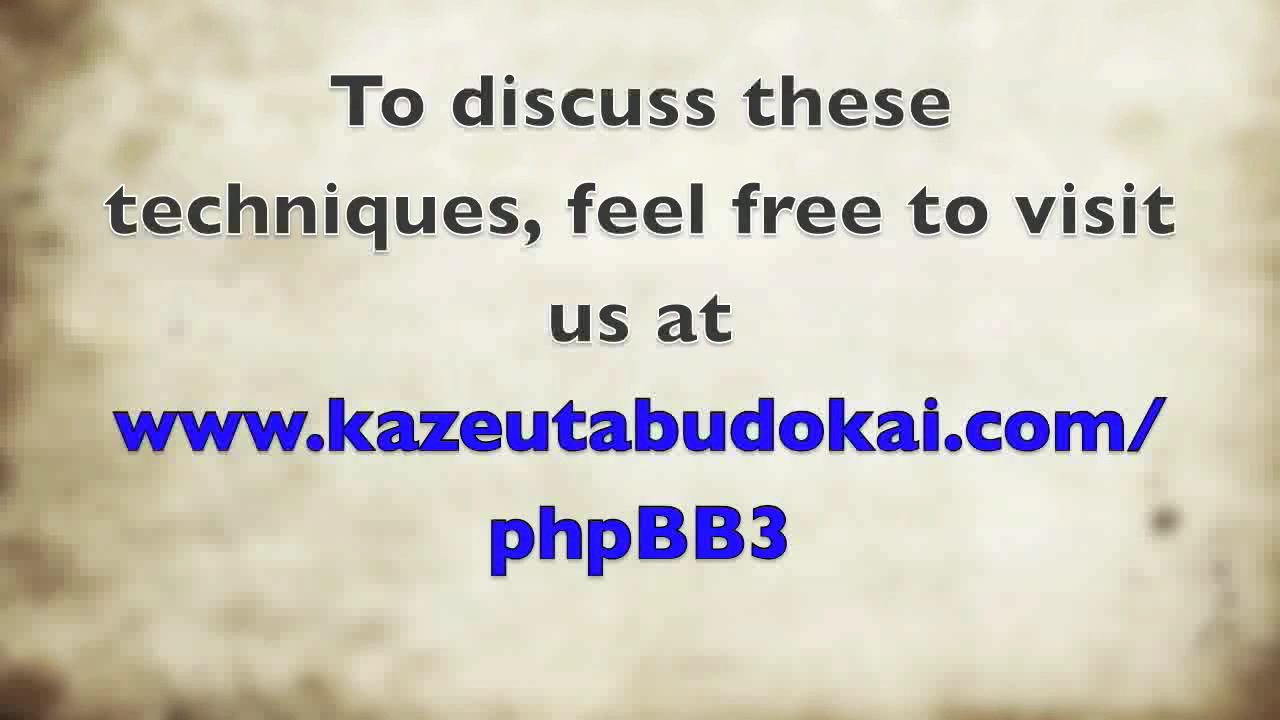 To discuss these
techniques, feel free to visit
us at
www.kazeutabudokai.com/
phpBB3